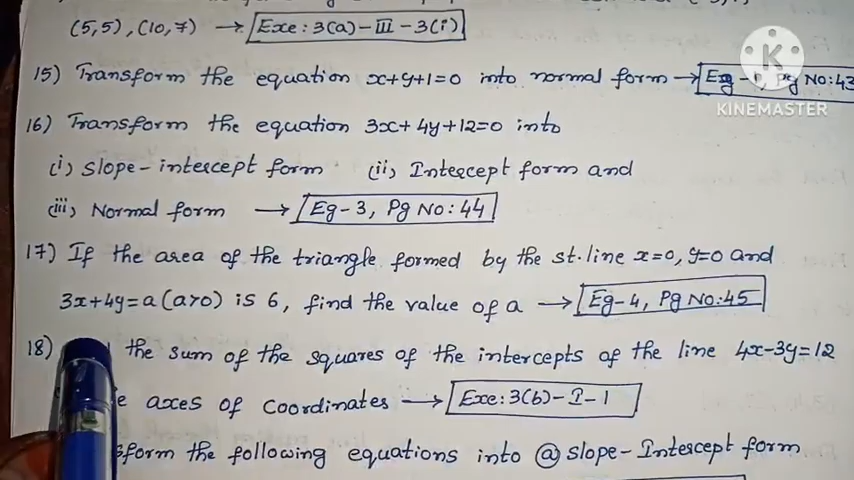 (5,5), (10,7) → Exe: 3(a)-III-3(i)
15) Transform the equation x+y+1=0 into normal form → Eg-1, Pg No:43
K
KINEMASTER
16) Transform the equation 3x+4y+12=0 into
(i) slope-intercept form (ii) Intercept form and
(iii) Normal form → Eg-3, Pg No:44
17) If the area of the triangle formed by the st.line x=0, y=0 and
3x+4y=a (a>0) is 6, find the value of a → Eg-4, Pg No:45
18) the sum of the squares of the intercepts of the line 4x-3y=12
axes of coordinates → Exe: 3(b)-I-1
sform the following equations into ⓐ slope-Intercept form